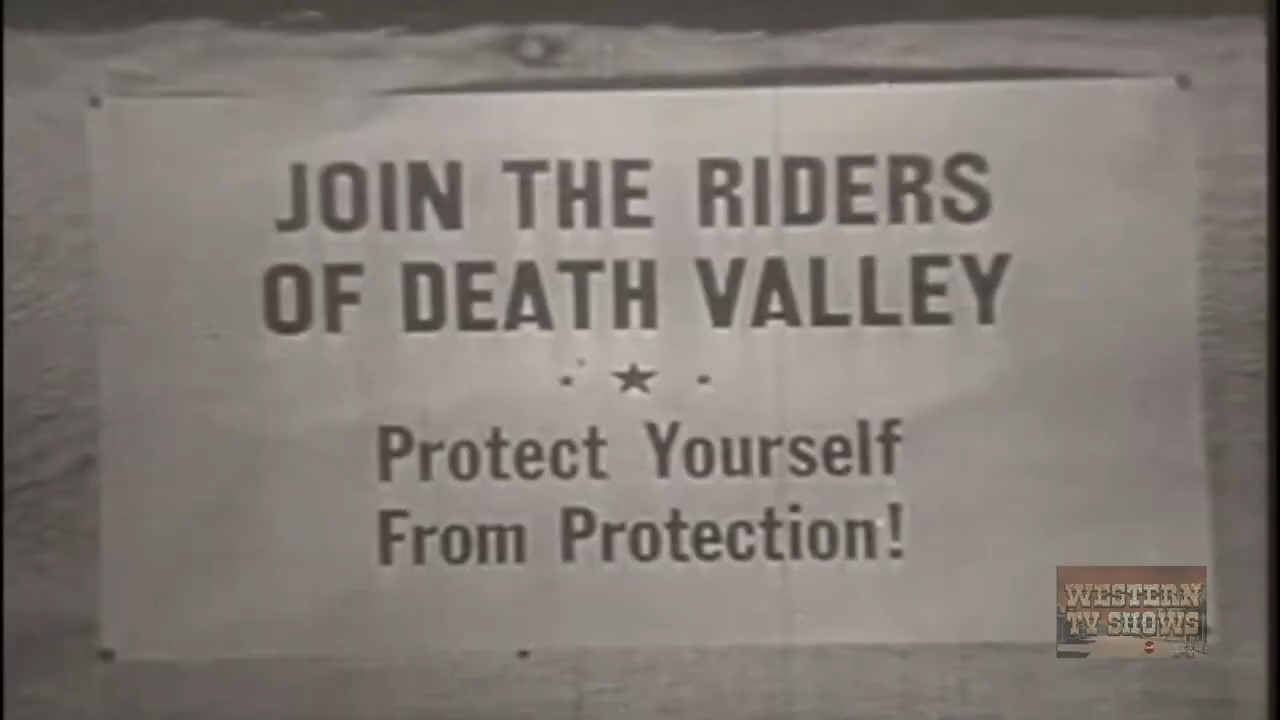 JOIN THE RIDERS
OF DEATH VALLEY
Protect Yourself
From Protection!
WESTERN
TV SHOWS